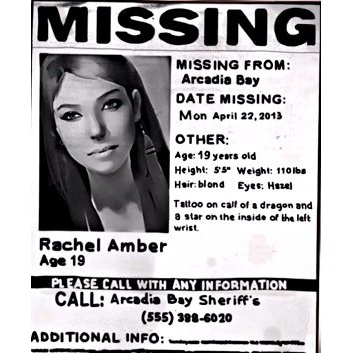 MISSING
MISSING FROM:
Arcadia Bay
DATE MISSING:
Mon April 22, 2013
OTHER:
Age: 19 years old
Height: 5'5" Weight: 110lbs
Hair: blond Eyes: Hazel
Tattoo on calf of a dragon and
a star on the inside of the left
wrist.
Rachel Amber
Age 19
PLEASE CALL WITH ANY INFORMATION
CALL: Arcadia Bay Sheriff's
(555) 398-6020
ADDITIONAL INFO: